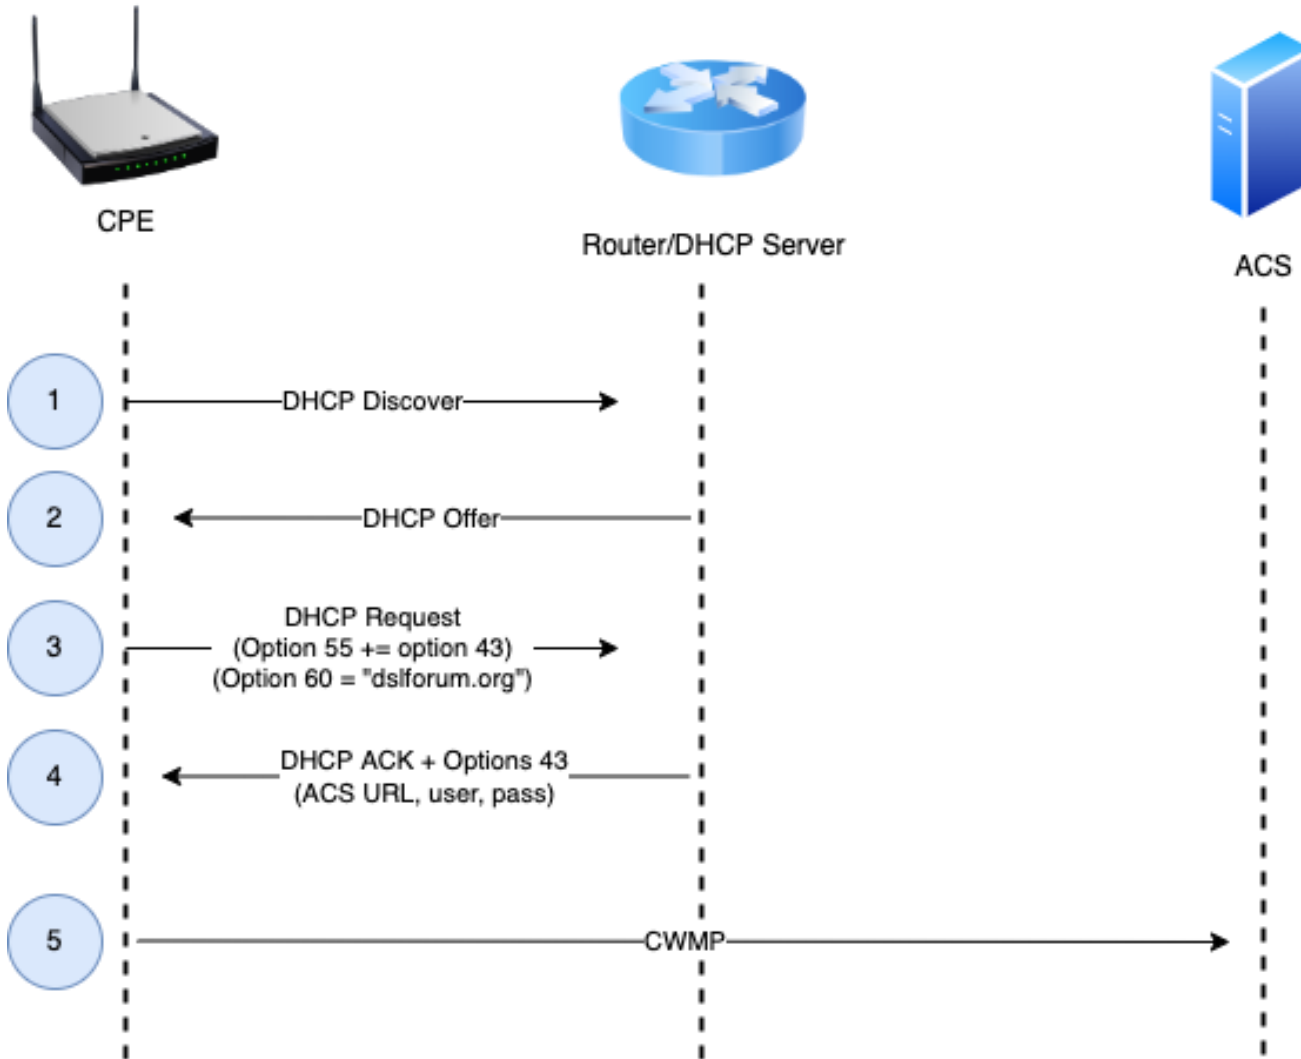 CPE
Router/DHCP Server
ACS
1
DHCP Discover
2
DHCP Offer
3
DHCP Request
(Option 55 += option 43)
(Option 60 = "dslforum.org")
4
DHCP ACK + Options 43
(ACS URL, user, pass)
5
CWMP